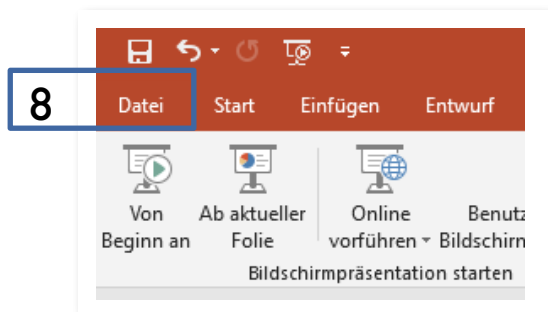 8
Datei Start Einfügen Entwurf
Von Ab aktueller Online
Beginn an Folie vorführen
Bildschirmpräsentation starten